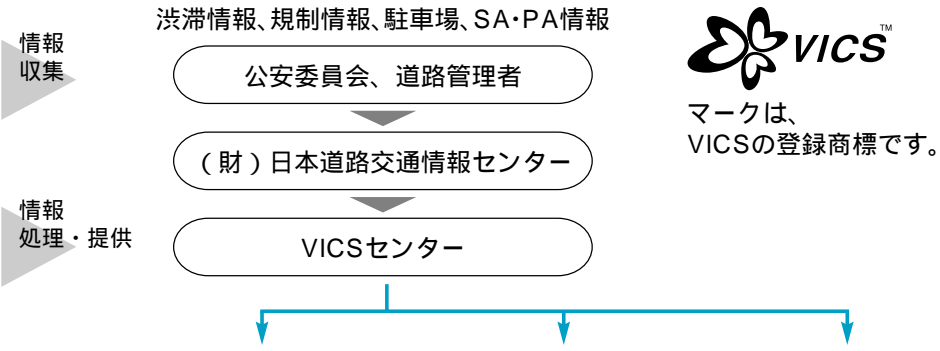 渋滞情報、規制情報、駐車場、SA・PA情報
情報
収集
公安委員会、道路管理者
VICS™
マークは、
VICSの登録商標です。
（財）日本道路交通情報センター
情報
処理・提供
VICSセンター